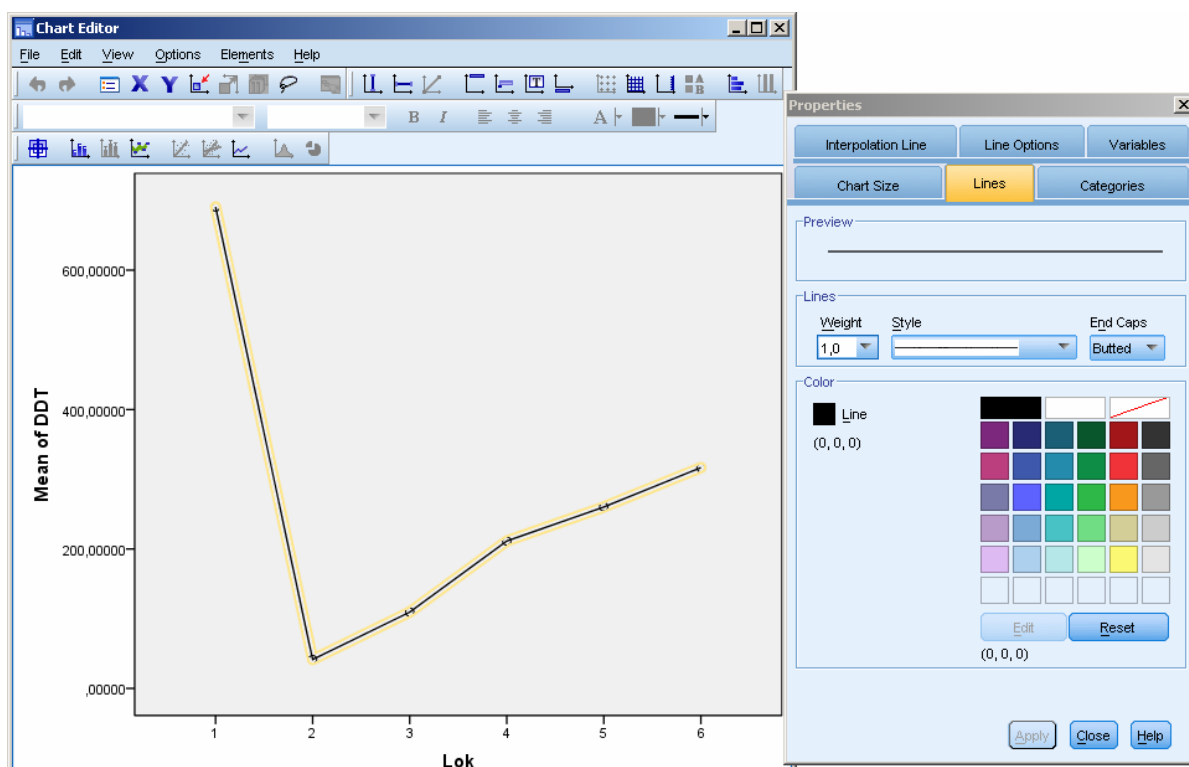 Chart Editor
File Edit View Options Elements Help
X Y
B I A
600,00000
400,00000
200,00000
,00000
Mean of DDT
1 2 3 4 5 6
Lok
Properties
Interpolation Line Line Options Variables
Chart Size Lines Categories
Preview
Lines
Weight Style End Caps
1,0 Butted
Color
Line
(0, 0, 0)
Edit Reset
(0, 0, 0)
Apply Close Help